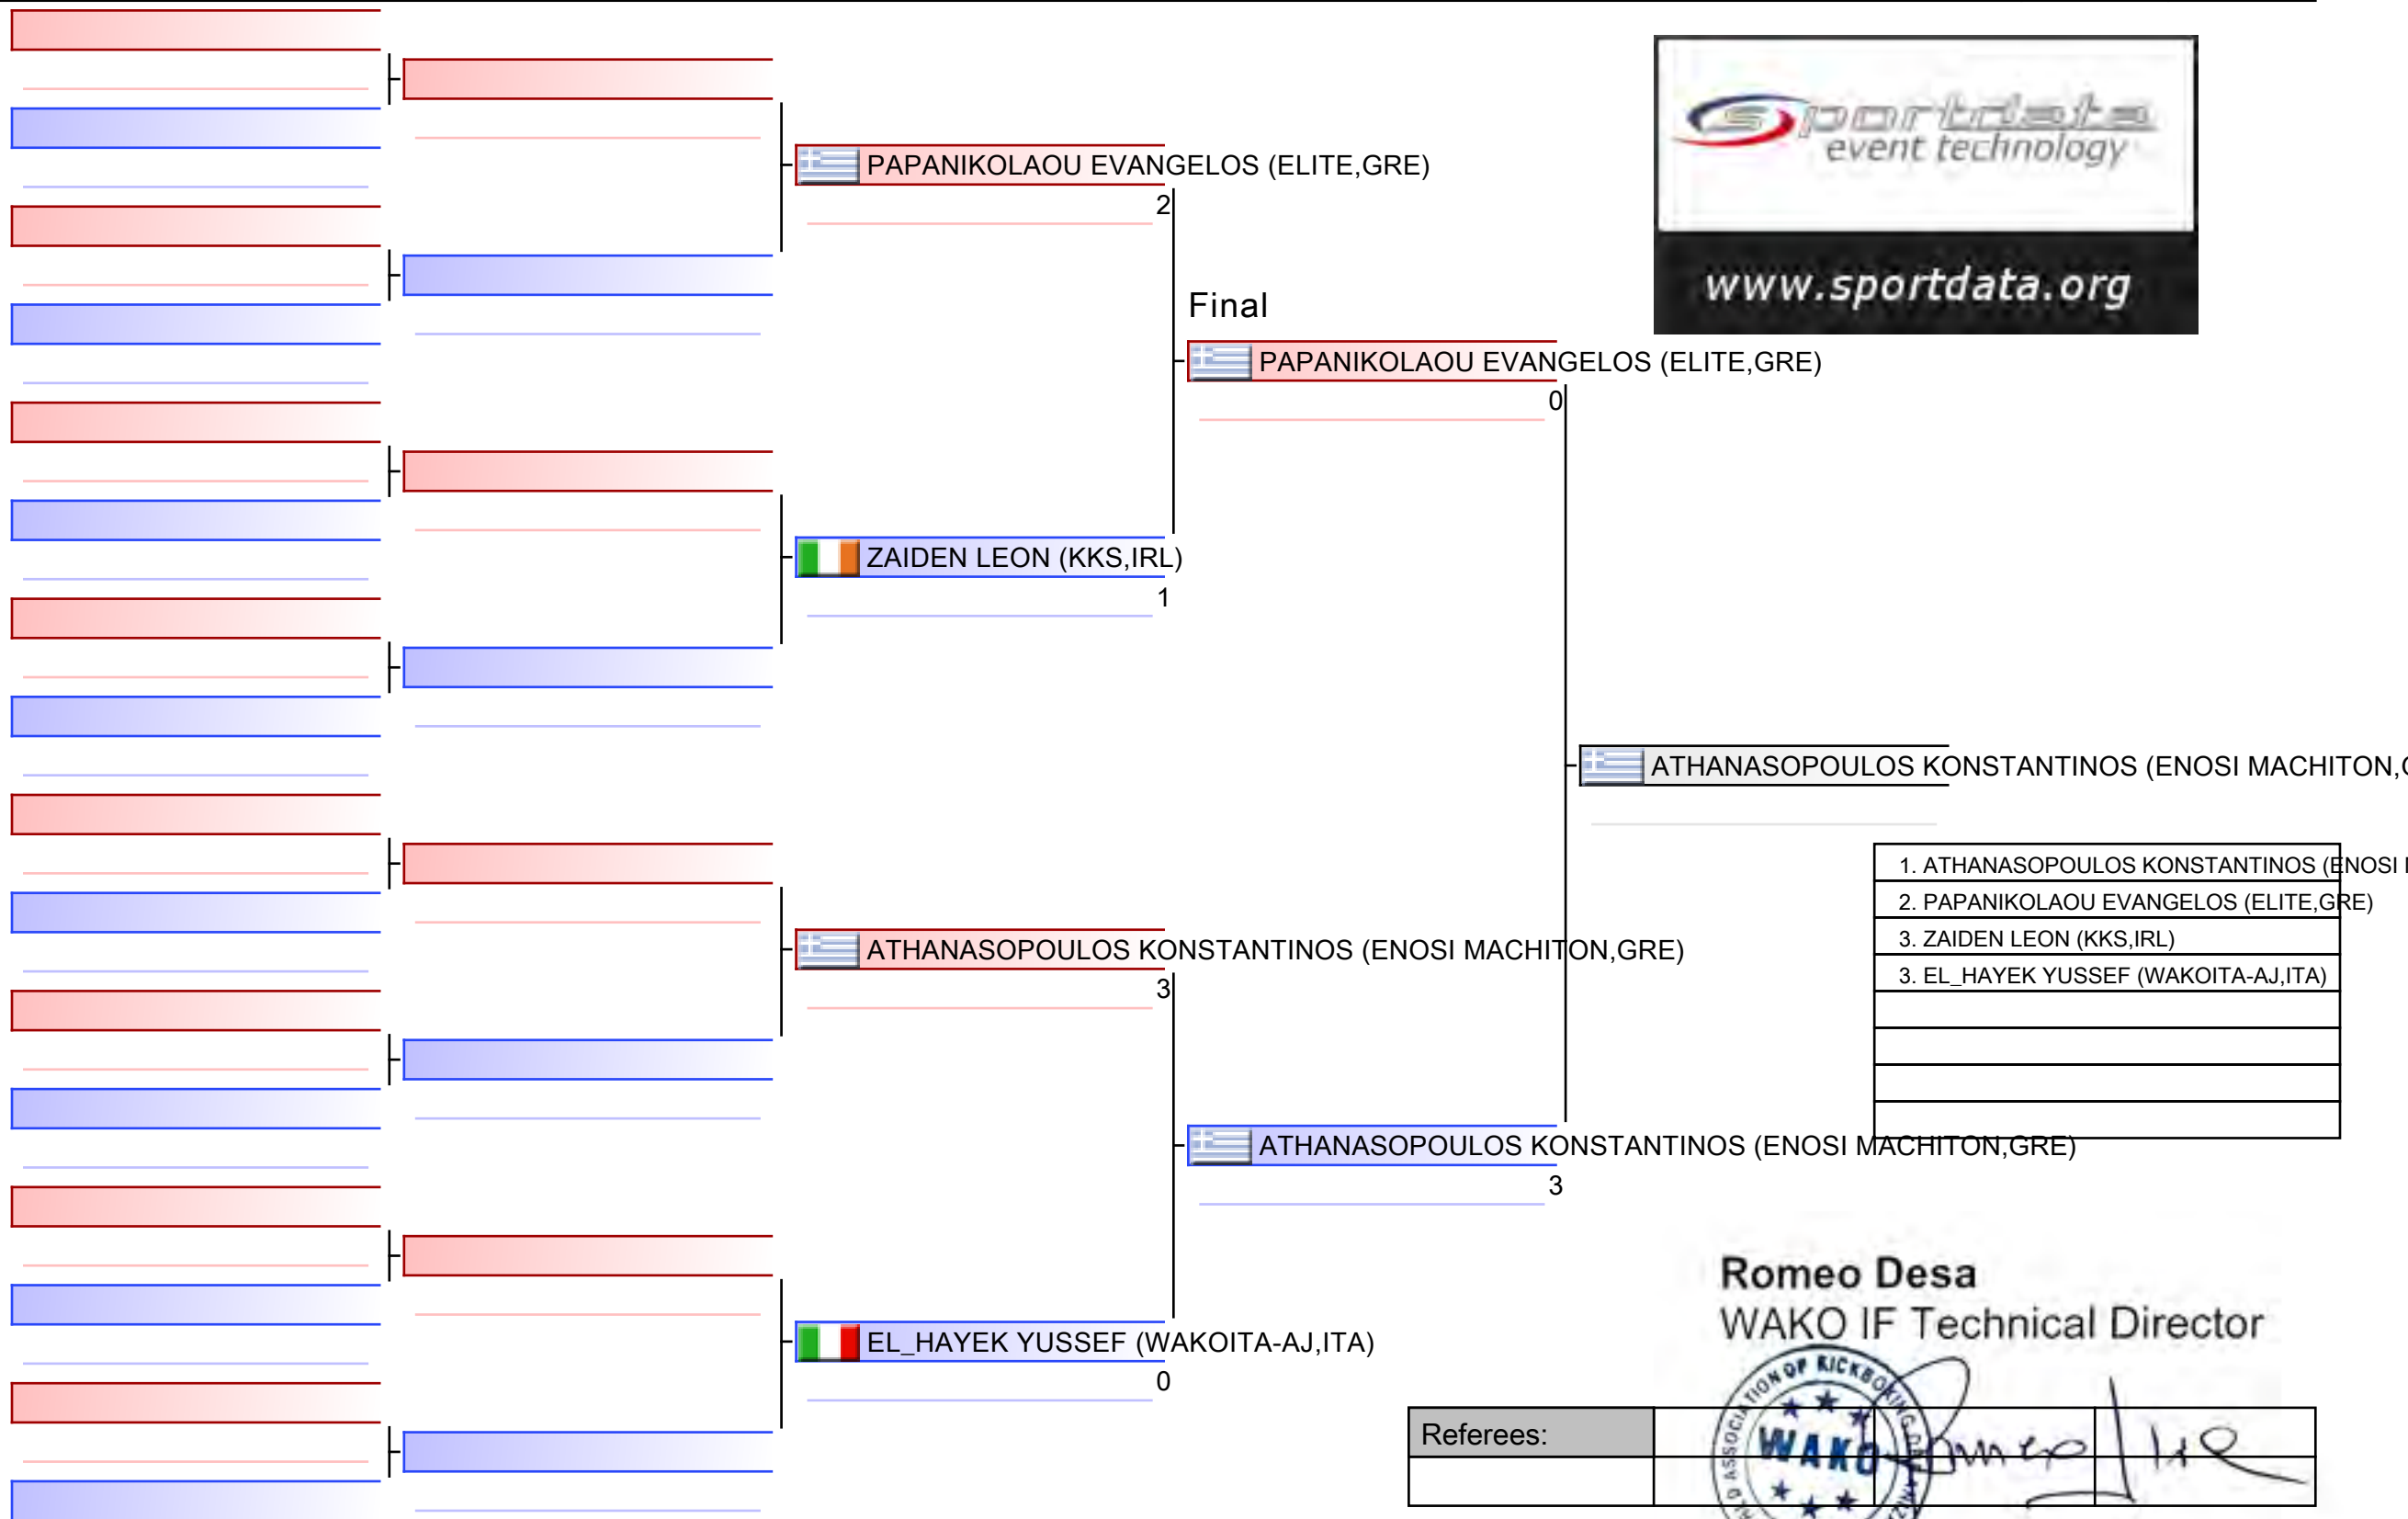 sportdata
event technology
www.sportdata.org
PAPANIKOLAOU EVANGELOS (ELITE,GRE)
2
Final
PAPANIKOLAOU EVANGELOS (ELITE,GRE)
0
ZAIDEN LEON (KKS,IRL)
1
ATHANASOPOULOS KONSTANTINOS (ENOSI MACHITON,
1. ATHANASOPOULOS KONSTANTINOS (ENOSI
2. PAPANIKOLAOU EVANGELOS (ELITE,GRE)
3. ZAIDEN LEON (KKS,IRL)
3. EL_HAYEK YUSSEF (WAKOITA-AJ,ITA)
ATHANASOPOULOS KONSTANTINOS (ENOSI MACHITON,GRE)
3
ATHANASOPOULOS KONSTANTINOS (ENOSI MACHITON,GRE)
3
EL_HAYEK YUSSEF (WAKOITA-AJ,ITA)
0
Romeo Desa
WAKO IF Technical Director
Referees:
ASSOCIATION OF KICKBOXING
WAKO